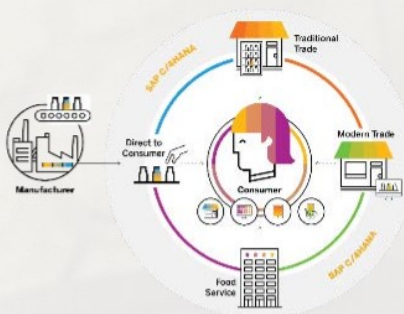 SAP C/4HANA
Traditional
Trade
Direct to
Consumer
Modern Trade
Manufacturer
Consumer
SAP C/4HANA
Food
Service